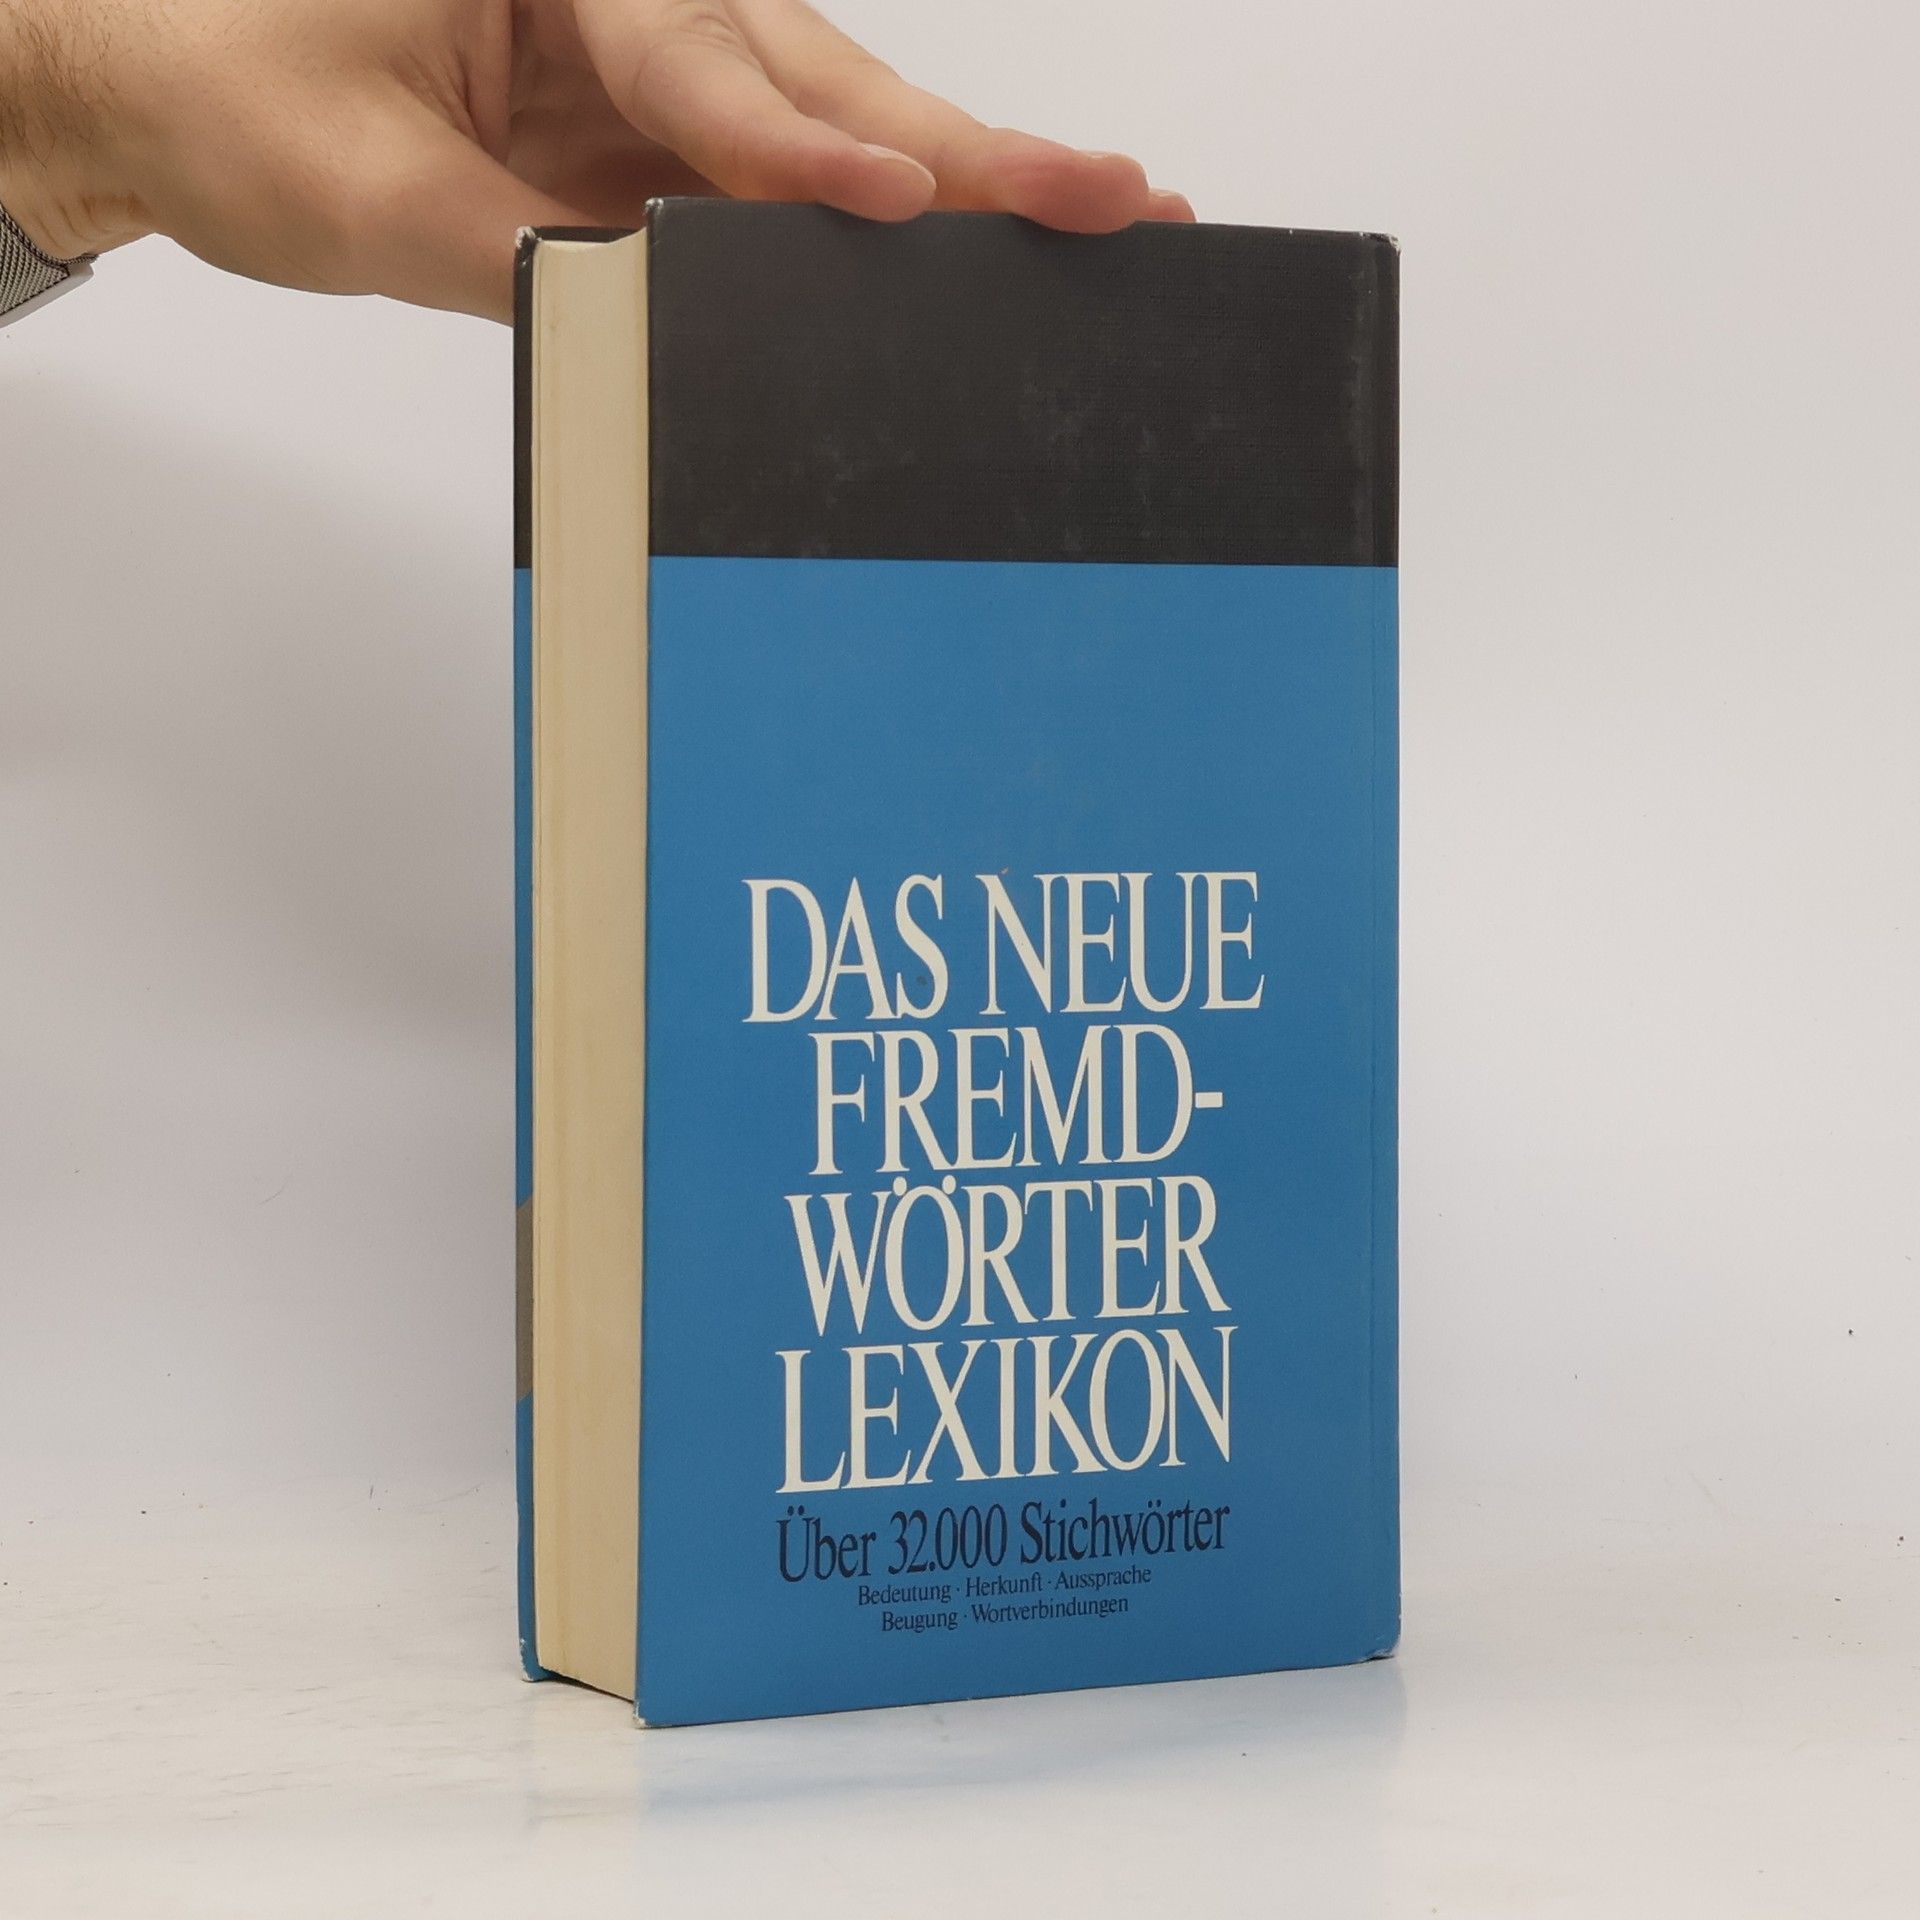 DAS NEUE
FREMD-
WÖRTER
LEXIKON
Über 32.000 Stichwörter
Bedeutung · Herkunft · Aussprache
Beugung · Wortverbindungen